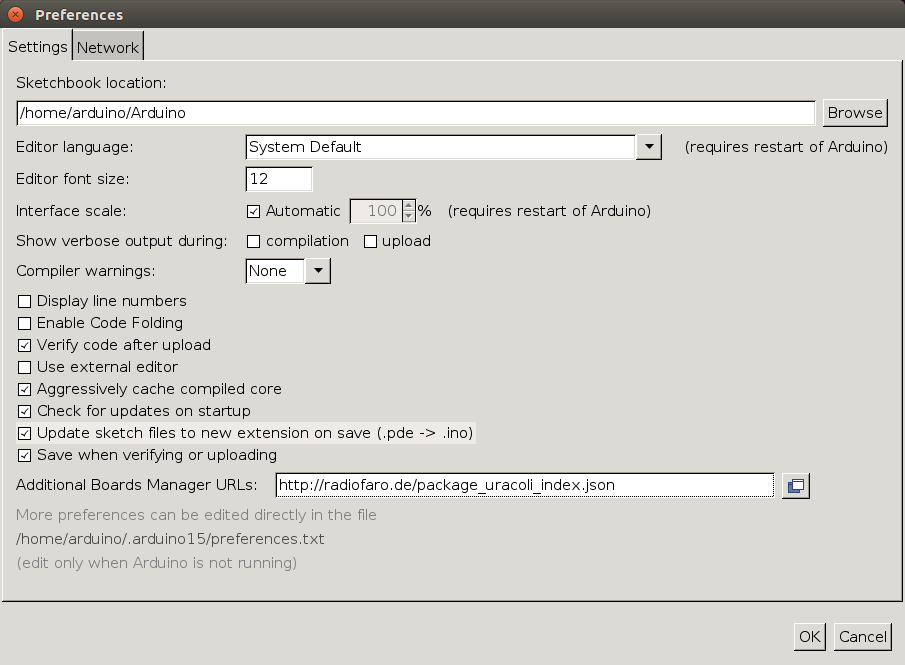 Preferences
Settings Network
Sketchbook location:
/home/arduino/Arduino Browse
Editor language: System Default (requires restart of Arduino)
Editor font size: 12
Interface scale: Automatic 100 % (requires restart of Arduino)
Show verbose output during: compilation upload
Compiler warnings: None
Display line numbers
Enable Code Folding
Verify code after upload
Use external editor
Aggressively cache compiled core
Check for updates on startup
Update sketch files to new extension on save (.pde -> .ino)
Save when verifying or uploading
Additional Boards Manager URLs: http://radiofaro.de/package_uracoli_index.json
More preferences can be edited directly in the file
/home/arduino/.arduino15/preferences.txt
(edit only when Arduino is not running)
OK Cancel